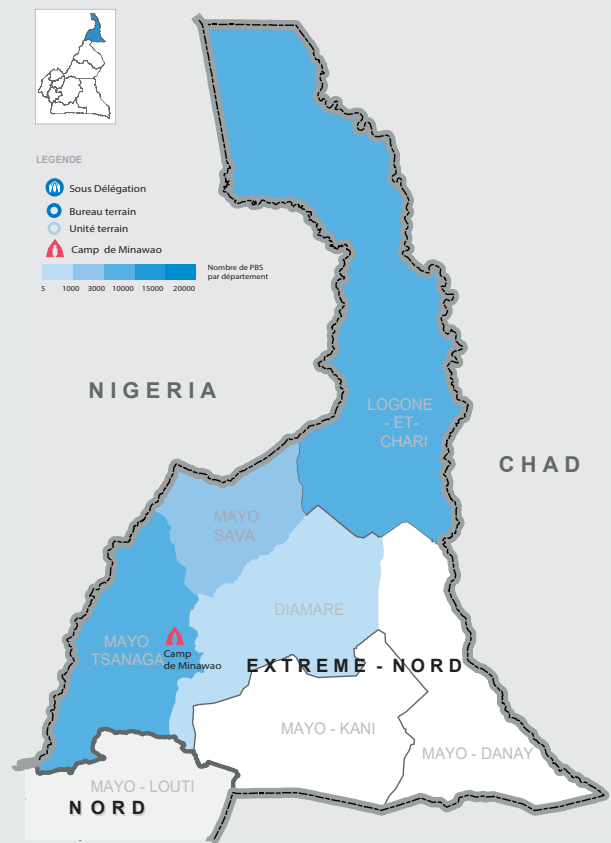 LEGENDE
Sous Délégation
Bureau terrain
Unité terrain
Camp de Minawao
Nombre de PBS
par département
5 1000 3000 10000 15000 20000
NIGERIA
LOGONE
- ET-
CHARI
CHAD
MAYO
SAVA
DIAMARE
MAYO
TSANAGA
Camp
de Minawao
EXTREME - NORD
MAYO - KANI
MAYO - DANAY
MAYO - LOUTI
NORD